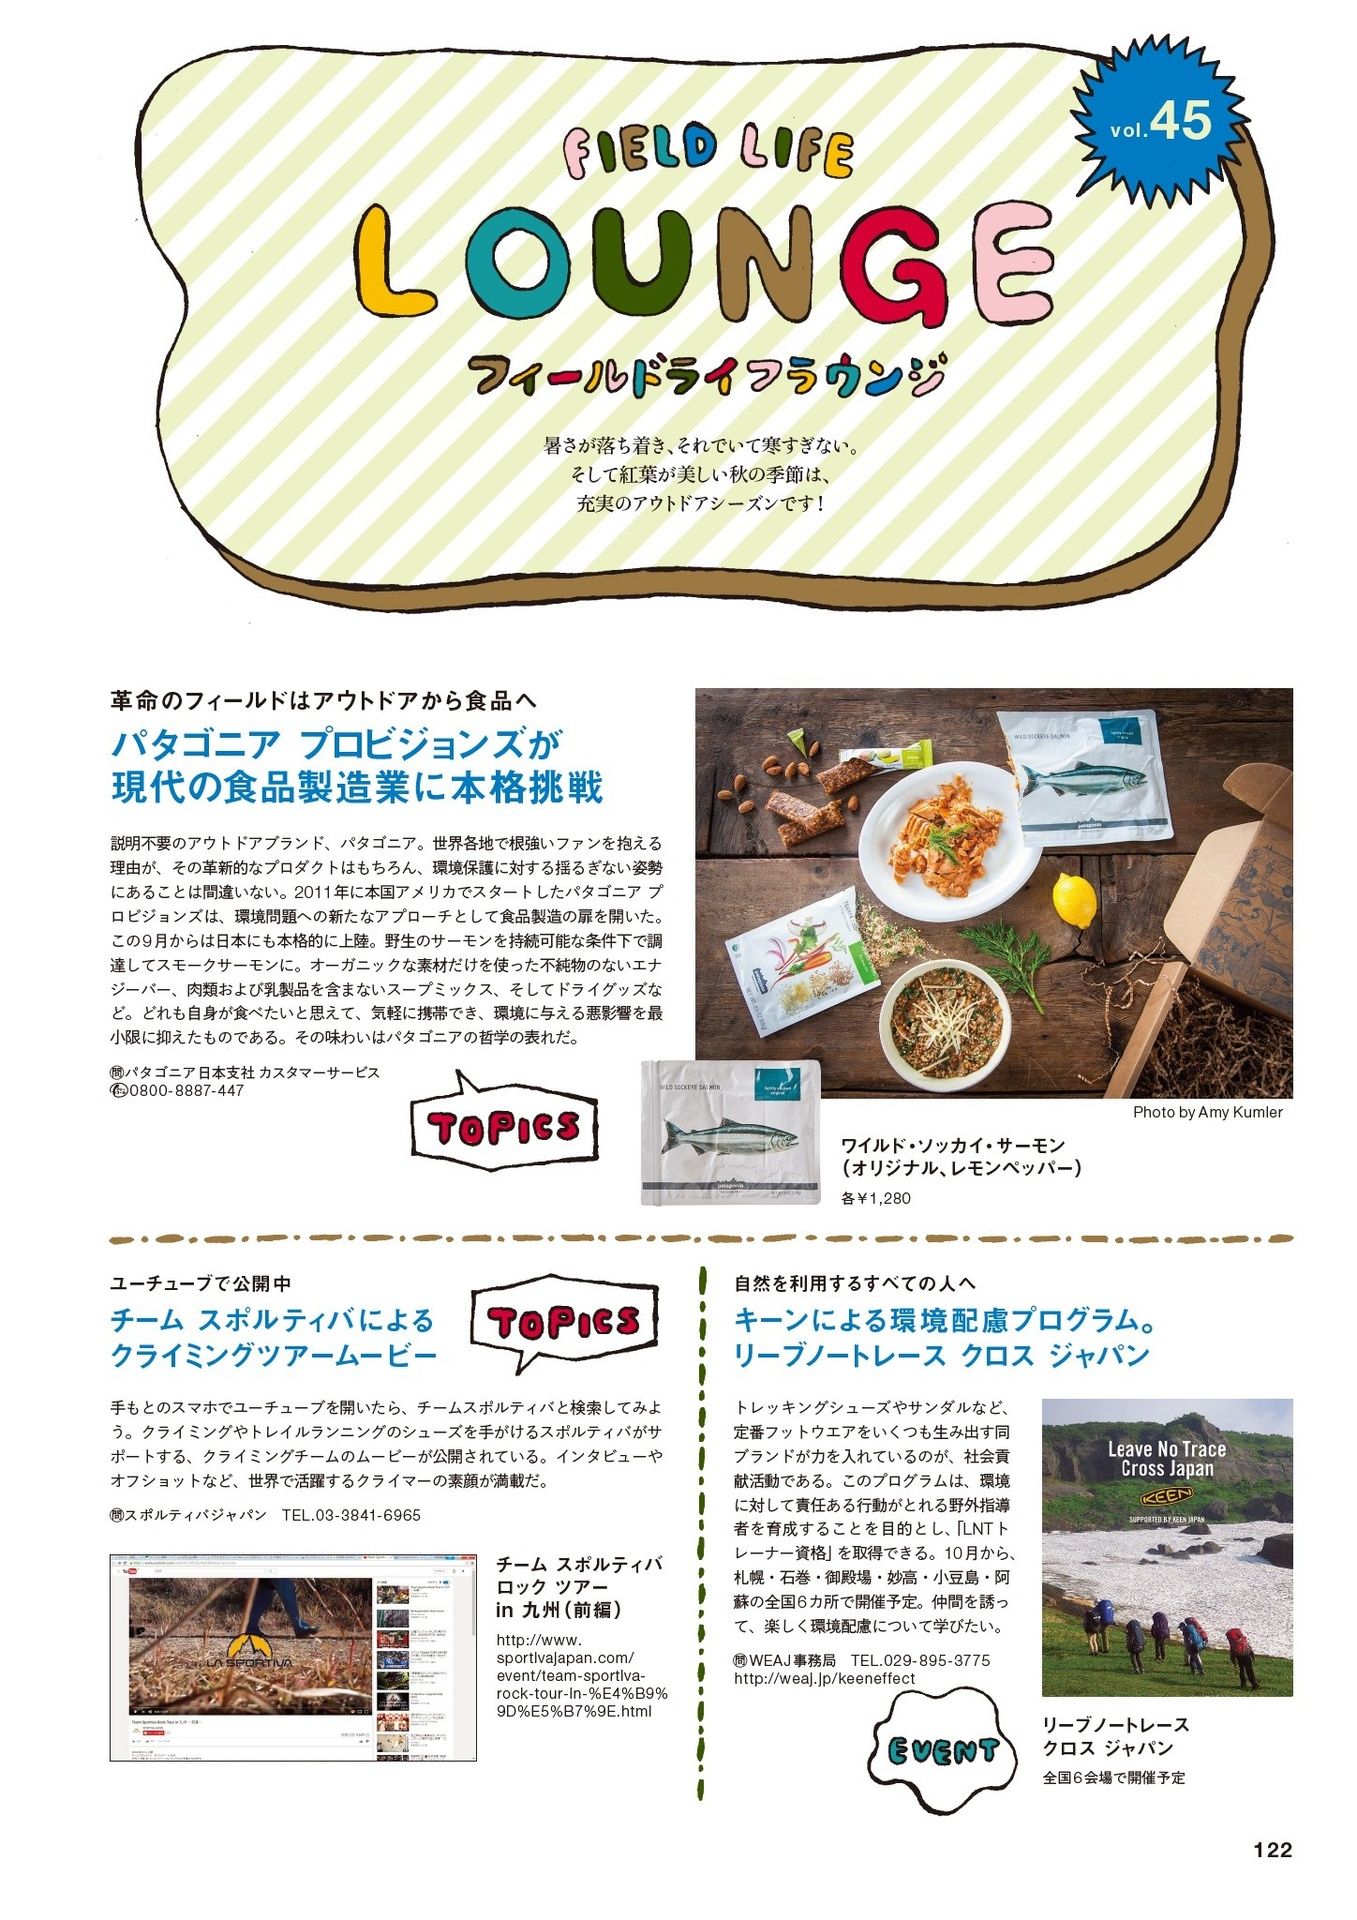 vol.45
FIELD LIFE
LOUNGE
フィールドライフラウンジ
暑さが落ち着き、それでいて寒すぎない。
そして紅葉が美しい秋の季節は、
充実のアウトドアシーズンです!
革命のフィールドはアウトドアから食品へ
パタゴニア プロビジョンズが
現代の食品製造業に本格挑戦
説明不要のアウトドアブランド、パタゴニア。世界各地で根強いファンを抱える
理由が、その革新的なプロダクトはもちろん、環境保護に対する揺るぎない姿勢
にあることは間違いない。2011年に本国アメリカでスタートしたパタゴニア プ
ロビジョンズは、環境問題への新たなアプローチとして食品製造の扉を開いた。
この9月からは日本にも本格的に上陸。野生のサーモンを持続可能な条件下で調
達してスモークサーモンに。オーガニックな素材だけを使った不純物のないエナ
ジーバー、肉類および乳製品を含まないスープミックス、そしてドライグッズな
ど。どれも自身が食べたいと思えて、気軽に携帯でき、環境に与える悪影響を最
小限に抑えたものである。その味わいはパタゴニアの哲学の表れだ。
㉄パタゴニア日本支社 カスタマーサービス
0800-8887-447
TOPICS
WILD SOCKEYE SALMON
patagonia
Photo by Amy Kumler
WILD SOCKEYE SALMON
patagonia
ワイルド・ソッカイ・サーモン
(オリジナル、レモンペッパー)
各¥1,280
ユーチューブで公開中
チーム スポルティバによる
クライミングツアームービー
TOPICS
手もとのスマホでユーチューブを開いたら、チームスポルティバと検索してみよ
う。クライミングやトレイルランニングのシューズを手がけるスポルティバがサ
ポートする、クライミングチームのムービーが公開されている。インタビューや
オフショットなど、世界で活躍するクライマーの素顔が満載だ。
㉄スポルティバジャパン TEL.03-3841-6965
LA SPORTIVA
チーム スポルティバ
ロック ツアー
in 九州(前編)
http://www.
sportivajapan.com/
event/team-sportiva-
rock-tour-in-%E4%B9%
9D%E5%B7%9E.html
自然を利用するすべての人へ
キーンによる環境配慮プログラム。
リーブノートレース クロス ジャパン
トレッキングシューズやサンダルなど、
定番フットウエアをいくつも生み出す同
ブランドが力を入れているのが、社会貢
献活動である。このプログラムは、環境
に対して責任ある行動がとれる野外指導
者を育成することを目的とし、「LNTト
レーナー資格」を取得できる。10月から、
札幌・石巻・御殿場・妙高・小豆島・阿
蘇の全国6カ所で開催予定。仲間を誘っ
て、楽しく環境配慮について学びたい。
㉄WEAJ事務局 TEL.029-895-3775
http://weaj.jp/keeneffect
EVENT
Leave No Trace
Cross Japan
KEEN
SUPPORTED BY KEEN JAPAN
リーブノートレース
クロス ジャパン
全国6会場で開催予定
122